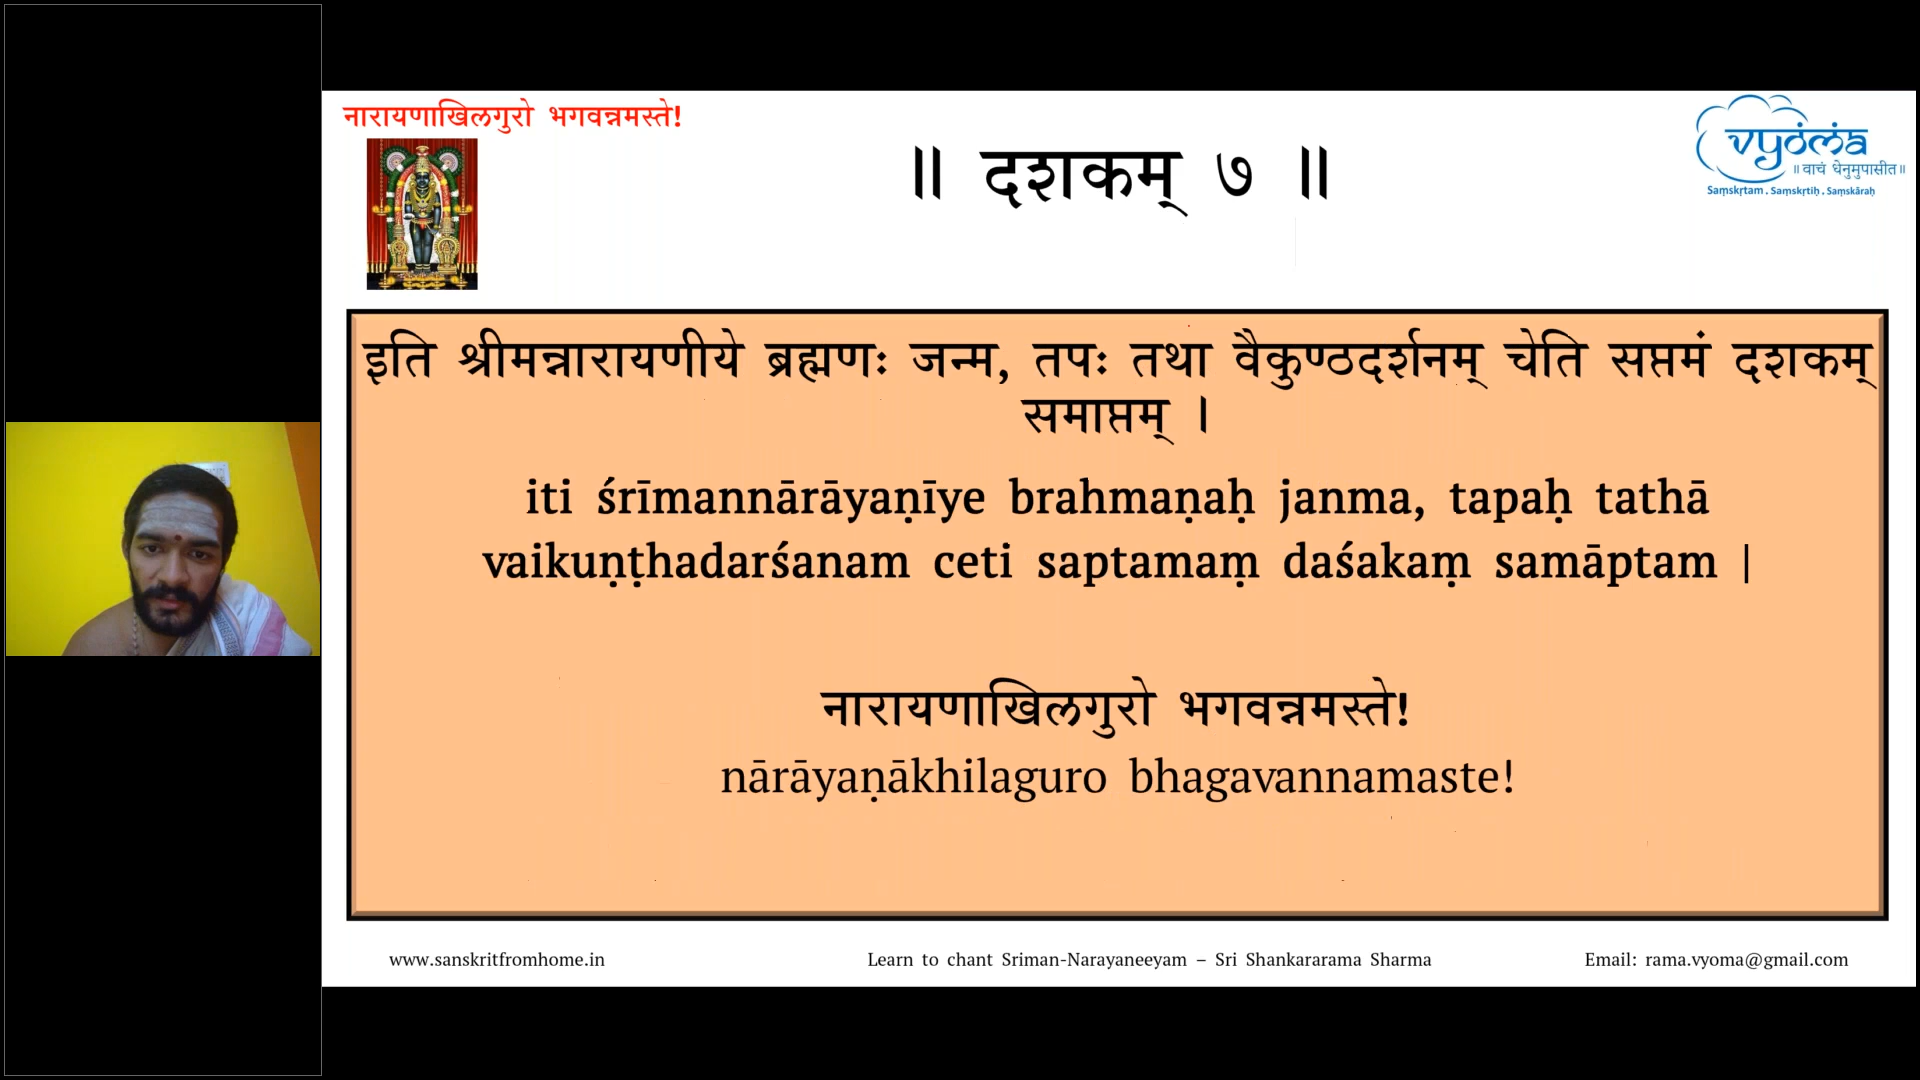 नारायणाखिलगुरो भगवन्नमस्ते!
॥ दशकम् ७ ॥
vyoma
॥ वाचं धेनुमुपासीत॥
Saṃskṛtam . Saṃskṛtiḥ . Saṃskāraḥ
इति श्रीमन्नारायणीये ब्रह्मणः जन्म, तपः तथा वैकुण्ठदर्शनम् चेति सप्तमं दशकम्
समाप्तम् ।
iti śrīmannārāyaṇīye brahmaṇaḥ janma, tapaḥ tathā
vaikuṇṭhadarśanam ceti saptamaṃ daśakaṃ samāptam |
नारायणाखिलगुरो भगवन्नमस्ते!
nārāyaṇākhilaguro bhagavannamaste!
www.sanskritfromhome.in
Learn to chant Sriman-Narayaneeyam – Sri Shankararama Sharma
Email: rama.vyoma@gmail.com